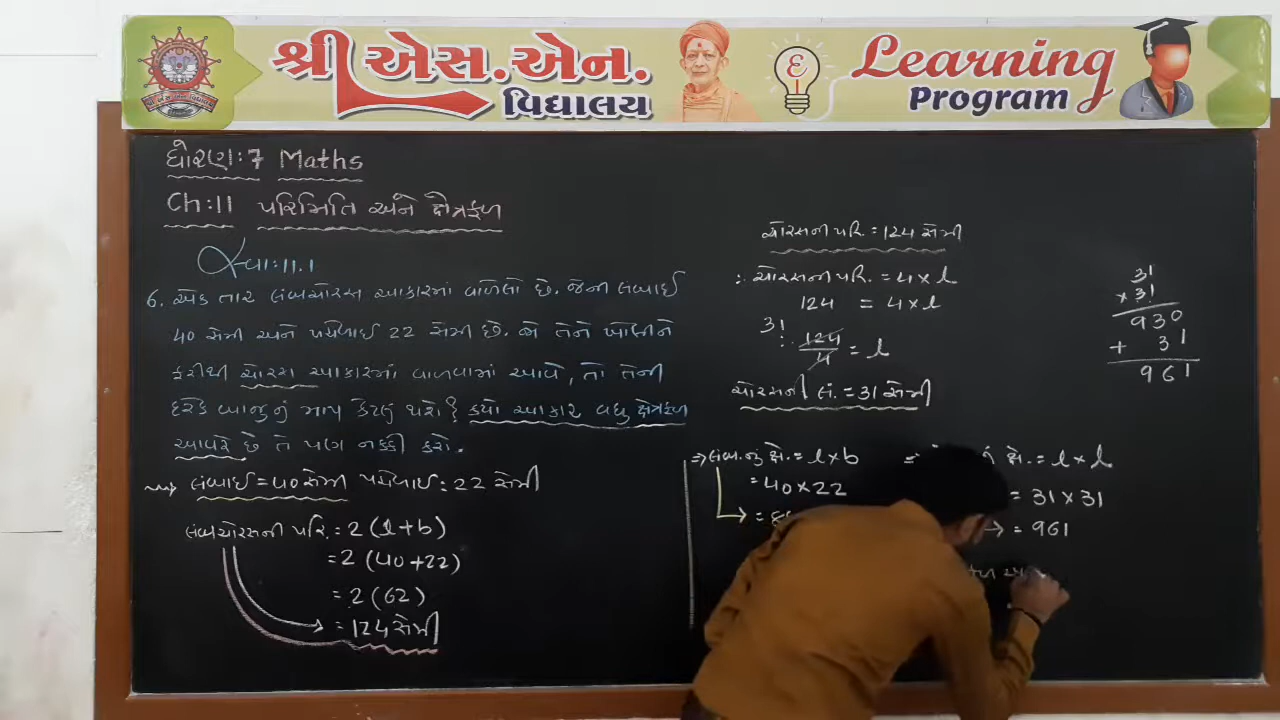 શ્રી એસ.એન.
વિદ્યાલય
Learning
Program
ધોરણ:7 Maths
Ch:11 પરિમિતિ અને ક્ષેત્રફળ
સ્વા:11.1
6. એક તાર લંબચોરસ આકારમાં વાળેલો છે. જેની લંબાઈ
40 સેમી અને પહોળાઈ 22 સેમી છે. જો તેને ખોલીને
ફરીથી ચોરસ આકારમાં વાળવામાં આવે, તો તેની
દરેક બાજુનું માપ કેટલું થશે? કયો આકાર વધુ ક્ષેત્રફળ
આવરે છે તે પણ નક્કી કરો.
લંબાઈ = 40 સેમી પહોળાઈ : 22 સેમી
લંબચોરસની પરિ. = 2 (l+b)
= 2 (40+22)
= 2 (62)
= 124 સેમી
ચોરસની પરિ = 124 સેમી
∴ ચોરસની પરિ. = 4 × l
124 = 4 × l
31
∴ 124/4 = l
ચોરસની લં. = 31 સેમી
⇒ લંબ.નું ક્ષે. = l × b
= 40 × 22
ક્ષે. = l × l
= 31 × 31
= 961
31
× 31
930
+ 31
961